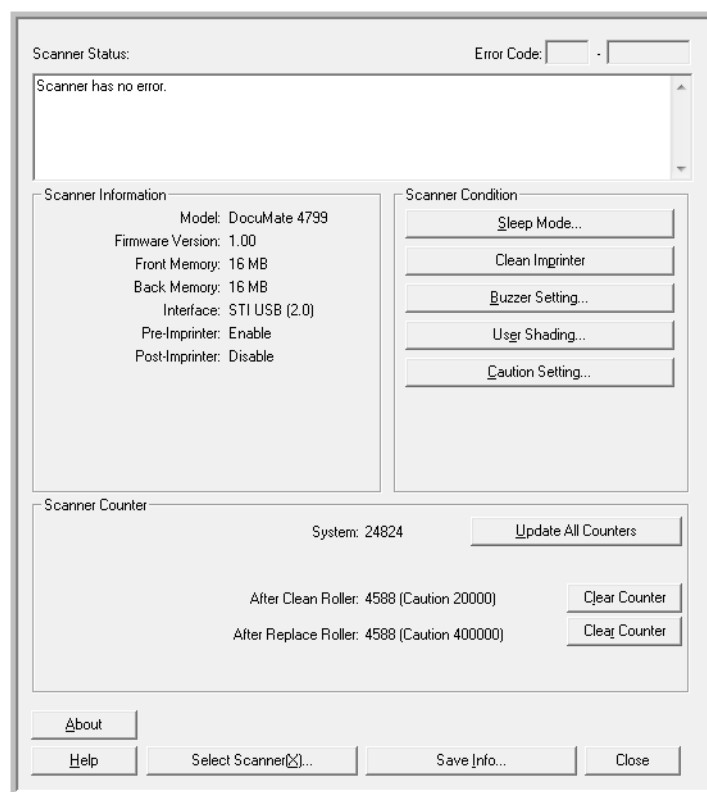 Scanner Status:
Error Code:
-
Scanner has no error.
Scanner Information
Model: DocuMate 4799
Firmware Version: 1.00
Front Memory: 16 MB
Back Memory: 16 MB
Interface: STI USB (2.0)
Pre-Imprinter: Enable
Post-Imprinter: Disable
Scanner Condition
Sleep Mode...
Clean Imprinter
Buzzer Setting...
User Shading...
Caution Setting...
Scanner Counter
System: 24824
Update All Counters
After Clean Roller: 4588 (Caution 20000)
Clear Counter
After Replace Roller: 4588 (Caution 400000)
Clear Counter
About
Help
Select Scanner(X)...
Save Info...
Close